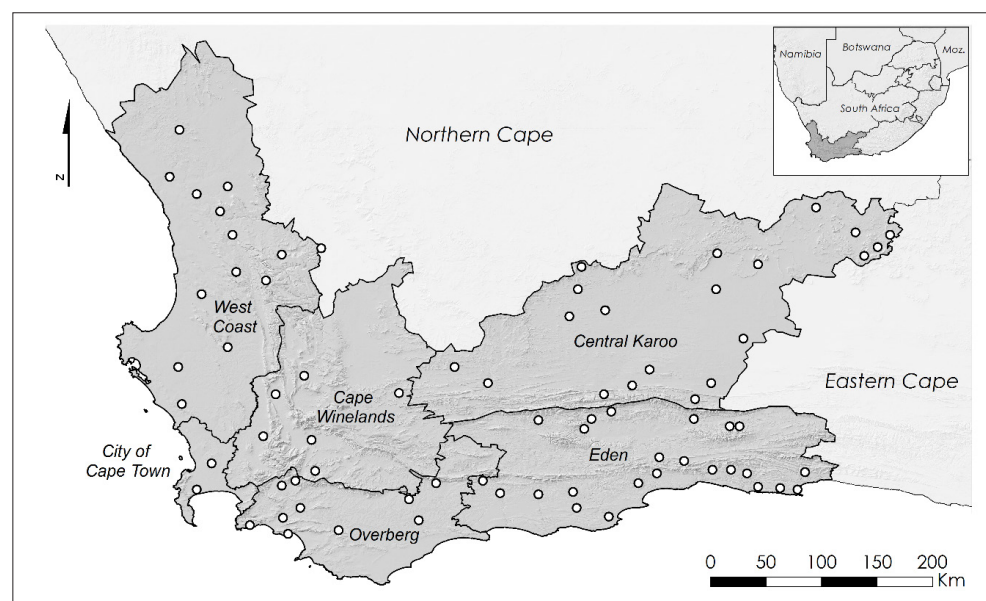 Namibia
Botswana
Moz.
South Africa
Northern Cape
N
West
Coast
Central Karoo
Eastern Cape
Cape
Winelands
City of
Cape Town
Eden
Overberg
0 50 100 150 200
Km